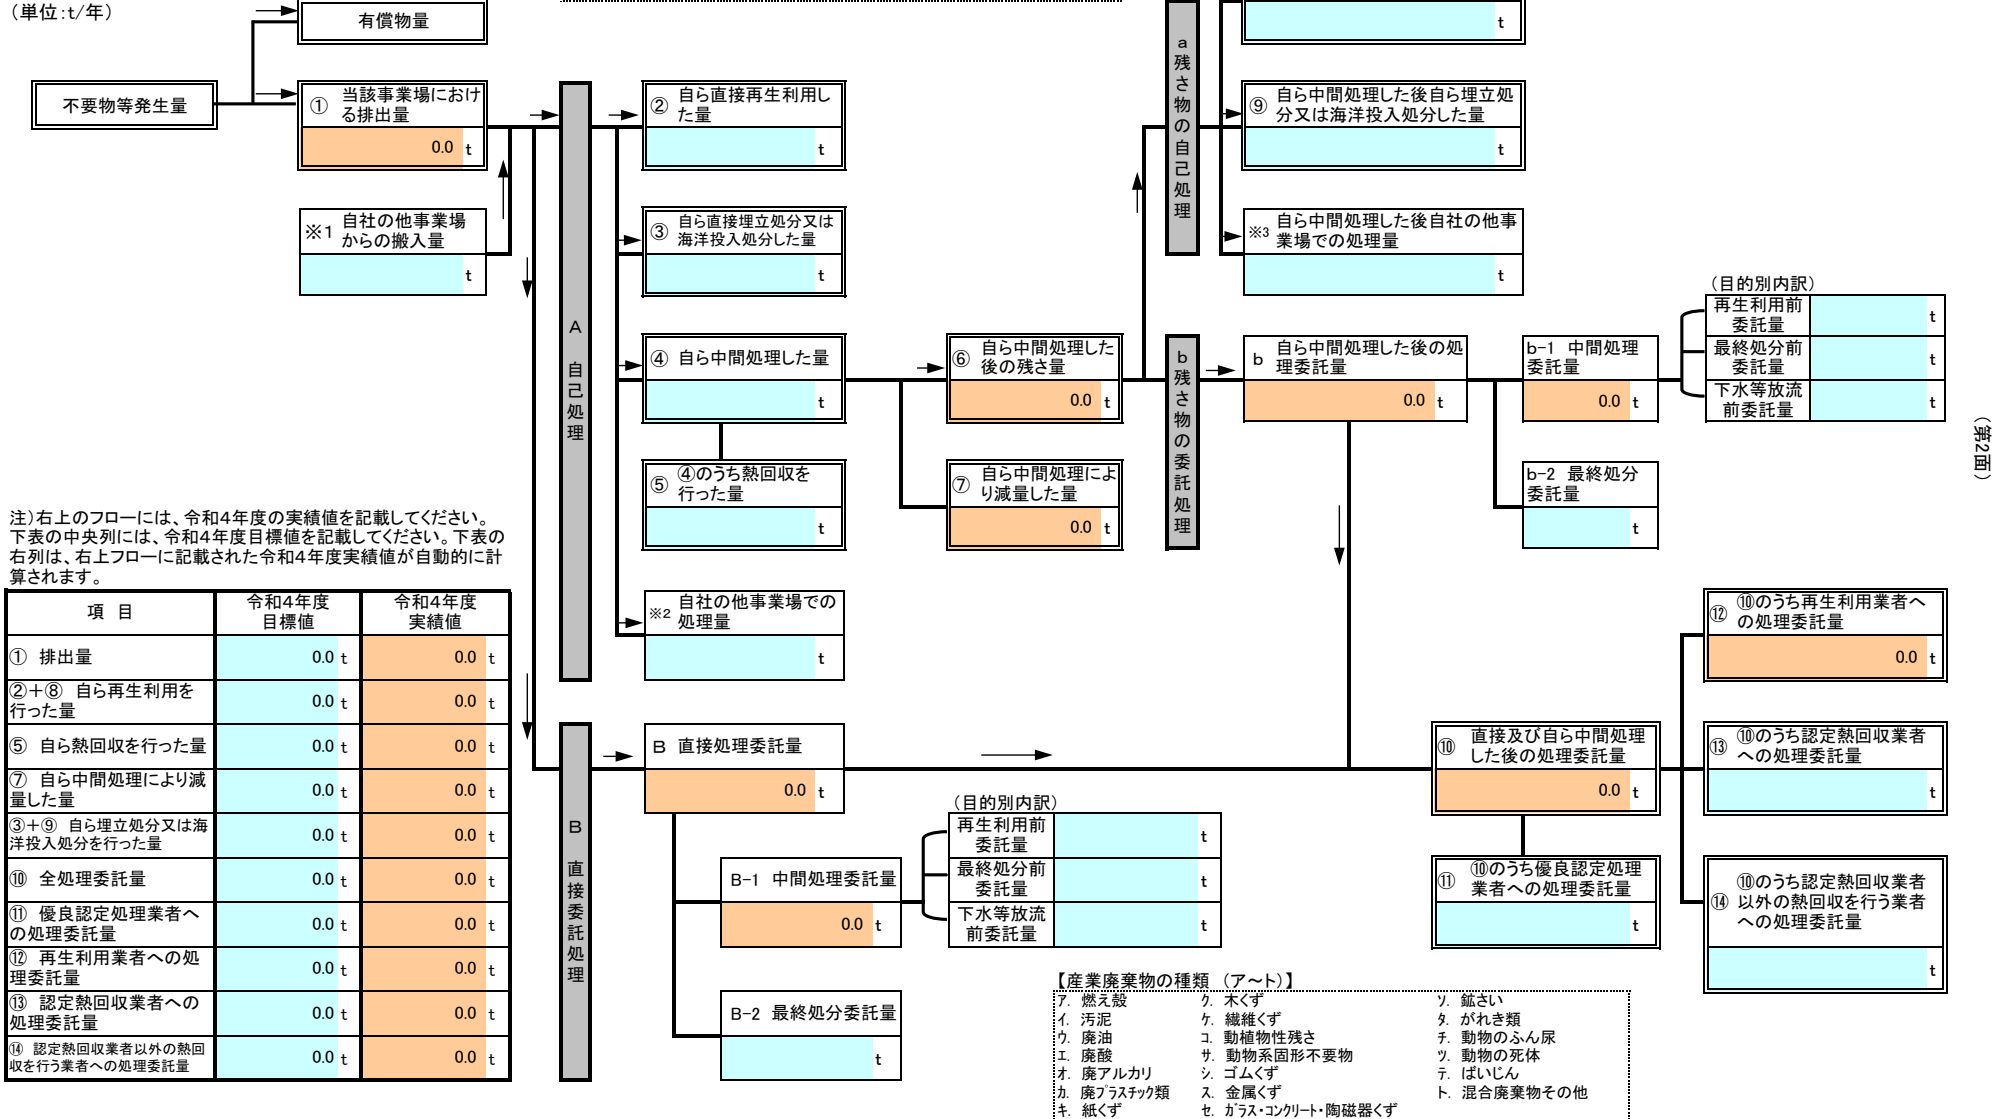 （単位：t/年）
有償物量
不要物等発生量
① 当該事業場におけ
る排出量
0.0 t
※1 自社の他事業場
からの搬入量
t
A 自己処理
② 自ら直接再生利用し
た量
t
③ 自ら直接埋立処分又は
海洋投入処分した量
t
④ 自ら中間処理した量
t
⑤ ④のうち熱回収を
行った量
t
※2 自社の他事業場での
処理量
t
⑥ 自ら中間処理した
後の残さ量
0.0 t
⑦ 自ら中間処理によ
り減量した量
0.0 t
a残さ物の自己処理
t
⑨ 自ら中間処理した後自ら埋立処
分又は海洋投入処分した量
t
※3 自ら中間処理した後自社の他事
業場での処理量
t
b残さ物の委託処理
b 自ら中間処理した後の処
理委託量
0.0 t
b-1 中間処理
委託量
0.0 t
b-2 最終処分
委託量
t
（目的別内訳）
再生利用前
委託量
t
最終処分前
委託量
t
下水等放流
前委託量
t
（第2面）
注）右上のフローには、令和４年度の実績値を記載してください。
下表の中央列には、令和４年度目標値を記載してください。下表の
右列は、右上フローに記載された令和４年度実績値が自動的に計
算されます。
項 目 令和４年度 目標値 令和４年度 実績値
① 排出量 0.0 t 0.0 t
②＋⑧ 自ら再生利用を
行った量 0.0 t 0.0 t
⑤ 自ら熱回収を行った量 0.0 t 0.0 t
⑦ 自ら中間処理により減
量した量 0.0 t 0.0 t
③＋⑨ 自ら埋立処分又は海
洋投入処分を行った量 0.0 t 0.0 t
⑩ 全処理委託量 0.0 t 0.0 t
⑪ 優良認定処理業者へ
の処理委託量 0.0 t 0.0 t
⑫ 再生利用業者への処
理委託量 0.0 t 0.0 t
⑬ 認定熱回収業者への
処理委託量 0.0 t 0.0 t
⑭ 認定熱回収業者以外の熱回
収を行う業者への処理委託量 0.0 t 0.0 t
B 直接委託処理
B 直接処理委託量
0.0 t
B-1 中間処理委託量
0.0 t
B-2 最終処分委託量
t
（目的別内訳）
再生利用前
委託量
t
最終処分前
委託量
t
下水等放流
前委託量
t
⑩ 直接及び自ら中間処理
した後の処理委託量
0.0 t
⑪ ⑩のうち優良認定処理
業者への処理委託量
t
⑫ ⑩のうち再生利用業者へ
の処理委託量
0.0 t
⑬ ⑩のうち認定熱回収業者
への処理委託量
t
⑭ ⑩のうち認定熱回収業者
以外の熱回収を行う業者
への処理委託量
t
【産業廃棄物の種類 （ア～ト）】
ア. 燃え殻 ク. 木くず ソ. 鉱さい
イ. 汚泥 ケ. 繊維くず タ. がれき類
ウ. 廃油 コ. 動植物性残さ チ. 動物のふん尿
エ. 廃酸 サ. 動物系固形不要物 ツ. 動物の死体
オ. 廃アルカリ シ. ゴムくず テ. ばいじん
カ. 廃プラスチック類 ス. 金属くず ト. 混合廃棄物その他
キ. 紙くず セ. ガラス・コンクリート・陶磁器くず